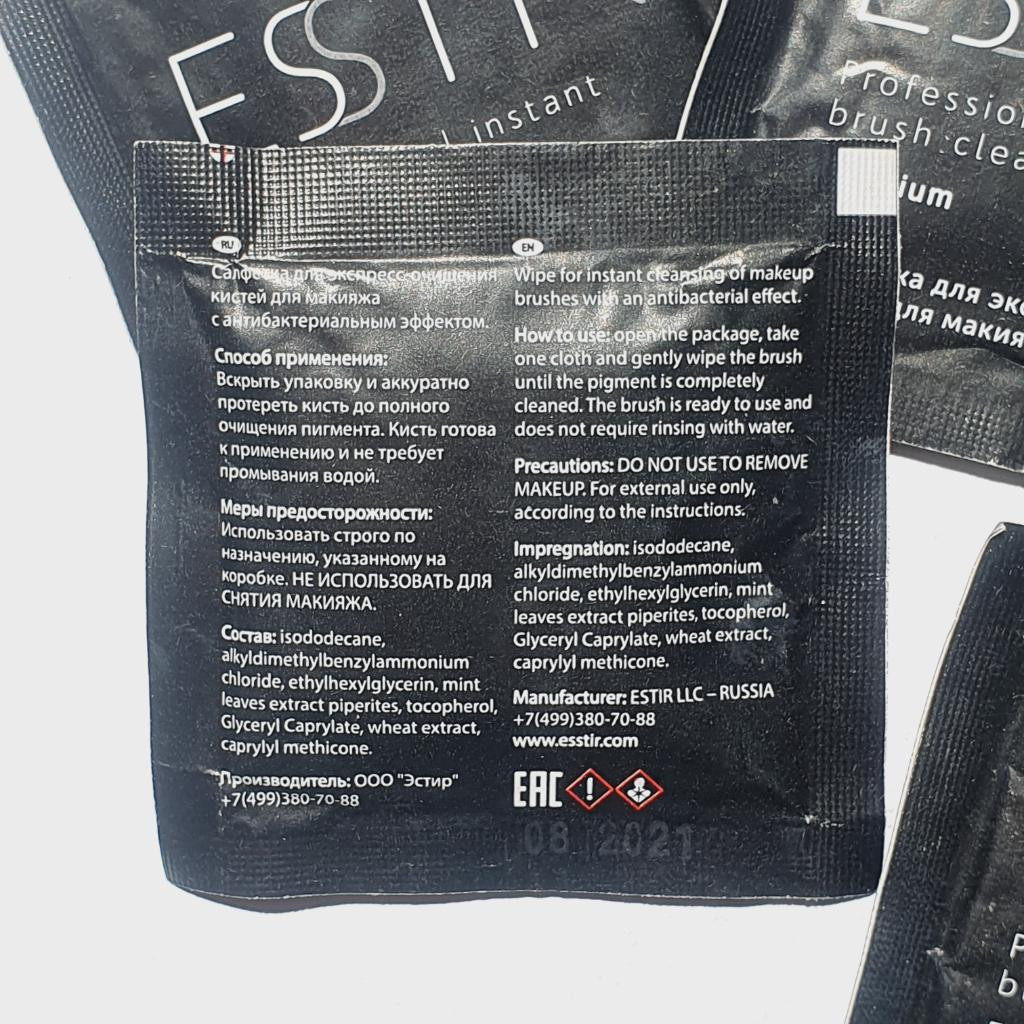 ESSTI
instant
Professio
brush clea
ium
ка для экс
для макия
RU
Салфетка для экспресс-очищения
кистей для макияжа
с антибактериальным эффектом.
Способ применения:
Вскрыть упаковку и аккуратно
протереть кисть до полного
очищения пигмента. Кисть готова
к применению и не требует
промывания водой.
Меры предосторожности:
Использовать строго по
назначению, указанному на
коробке. НЕ ИСПОЛЬЗОВАТЬ ДЛЯ
СНЯТИЯ МАКИЯЖА.
Состав: isododecane,
alkyldimethylbenzylammonium
chloride, ethylhexylglycerin, mint
leaves extract piperites, tocopherol,
Glyceryl Caprylate, wheat extract,
caprylyl methicone.
Производитель: ООО "Эстир"
+7(499)380-70-88
EN
Wipe for instant cleansing of makeup
brushes with an antibacterial effect.
How to use: open the package, take
one cloth and gently wipe the brush
until the pigment is completely
cleaned. The brush is ready to use and
does not require rinsing with water.
Precautions: DO NOT USE TO REMOVE
MAKEUP. For external use only,
according to the instructions.
Impregnation: isododecane,
alkyldimethylbenzylammonium
chloride, ethylhexylglycerin, mint
leaves extract piperites, tocopherol,
Glyceryl Caprylate, wheat extract,
caprylyl methicone.
Manufacturer: ESTIR LLC – RUSSIA
+7(499)380-70-88
www.esstir.com
EAC
08 2021